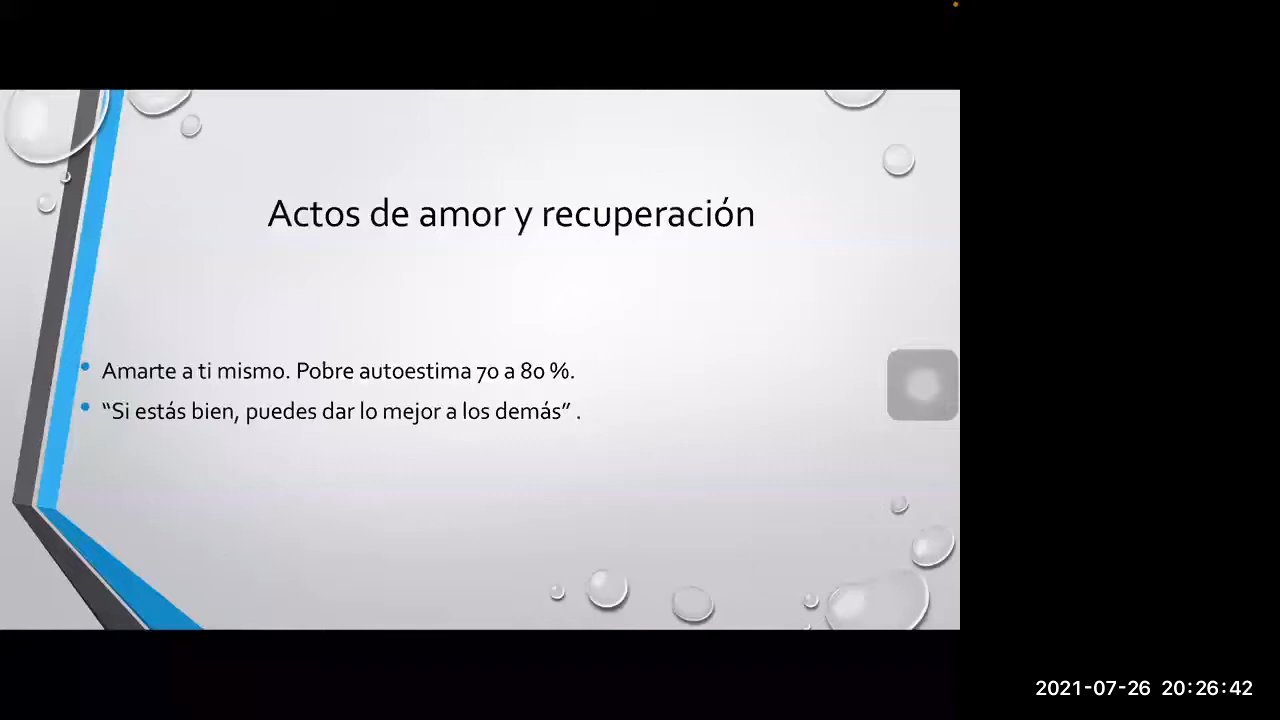 Actos de amor y recuperación
• Amarte a ti mismo. Pobre autoestima 70 a 80 %.
• “Si estás bien, puedes dar lo mejor a los demás” .
2021-07-26 20:26:42